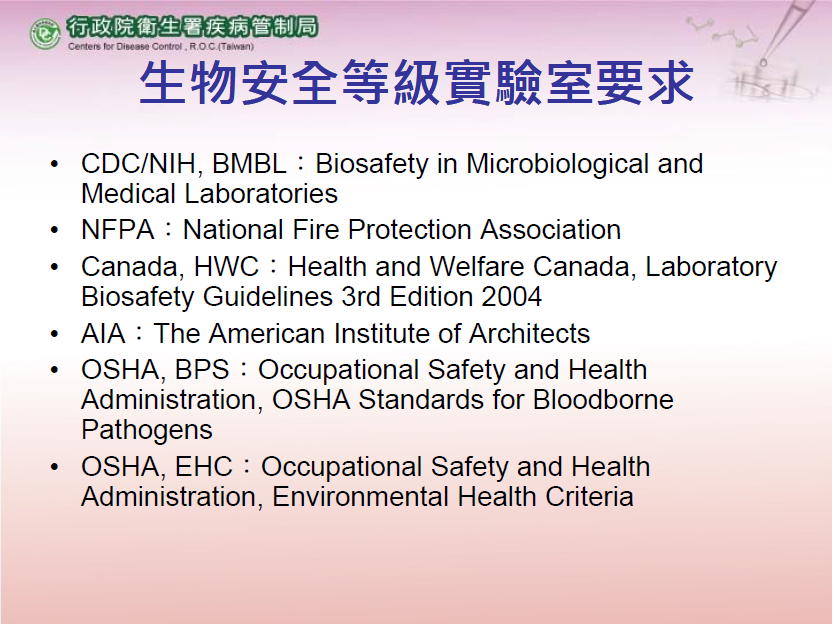 行政院衛生署疾病管制局
Centers for Disease Control , R.O.C.(Taiwan)
生物安全等級實驗室要求
• CDC/NIH, BMBL：Biosafety in Microbiological and
Medical Laboratories
• NFPA：National Fire Protection Association
• Canada, HWC：Health and Welfare Canada, Laboratory
Biosafety Guidelines 3rd Edition 2004
• AIA：The American Institute of Architects
• OSHA, BPS：Occupational Safety and Health
Administration, OSHA Standards for Bloodborne
Pathogens
• OSHA, EHC：Occupational Safety and Health
Administration, Environmental Health Criteria